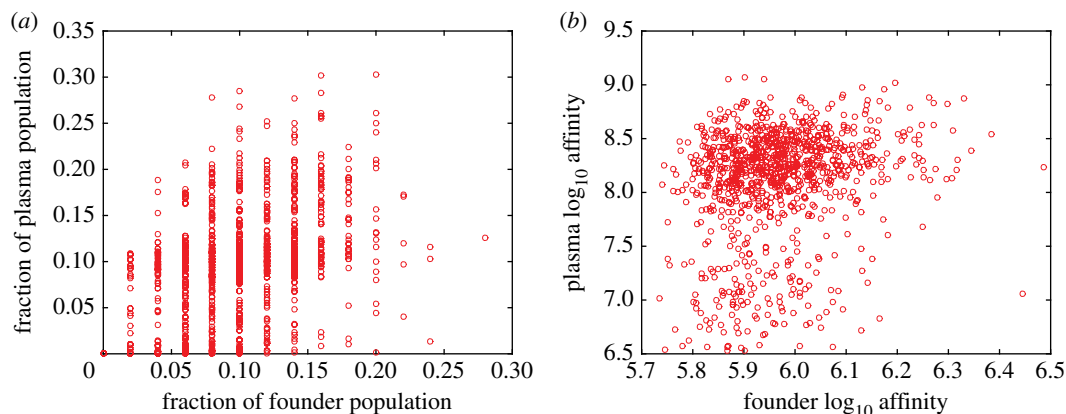 (a)
0.35
0.30
0.25
0.20
0.15
0.10
0.05
0 0.05 0.10 0.15 0.20 0.25 0.30
fraction of plasma population
fraction of founder population
(b)
9.5
9.0
8.5
8.0
7.5
7.0
6.5
5.7 5.8 5.9 6.0 6.1 6.2 6.3 6.4 6.5
plasma log₁₀ affinity
founder log₁₀ affinity